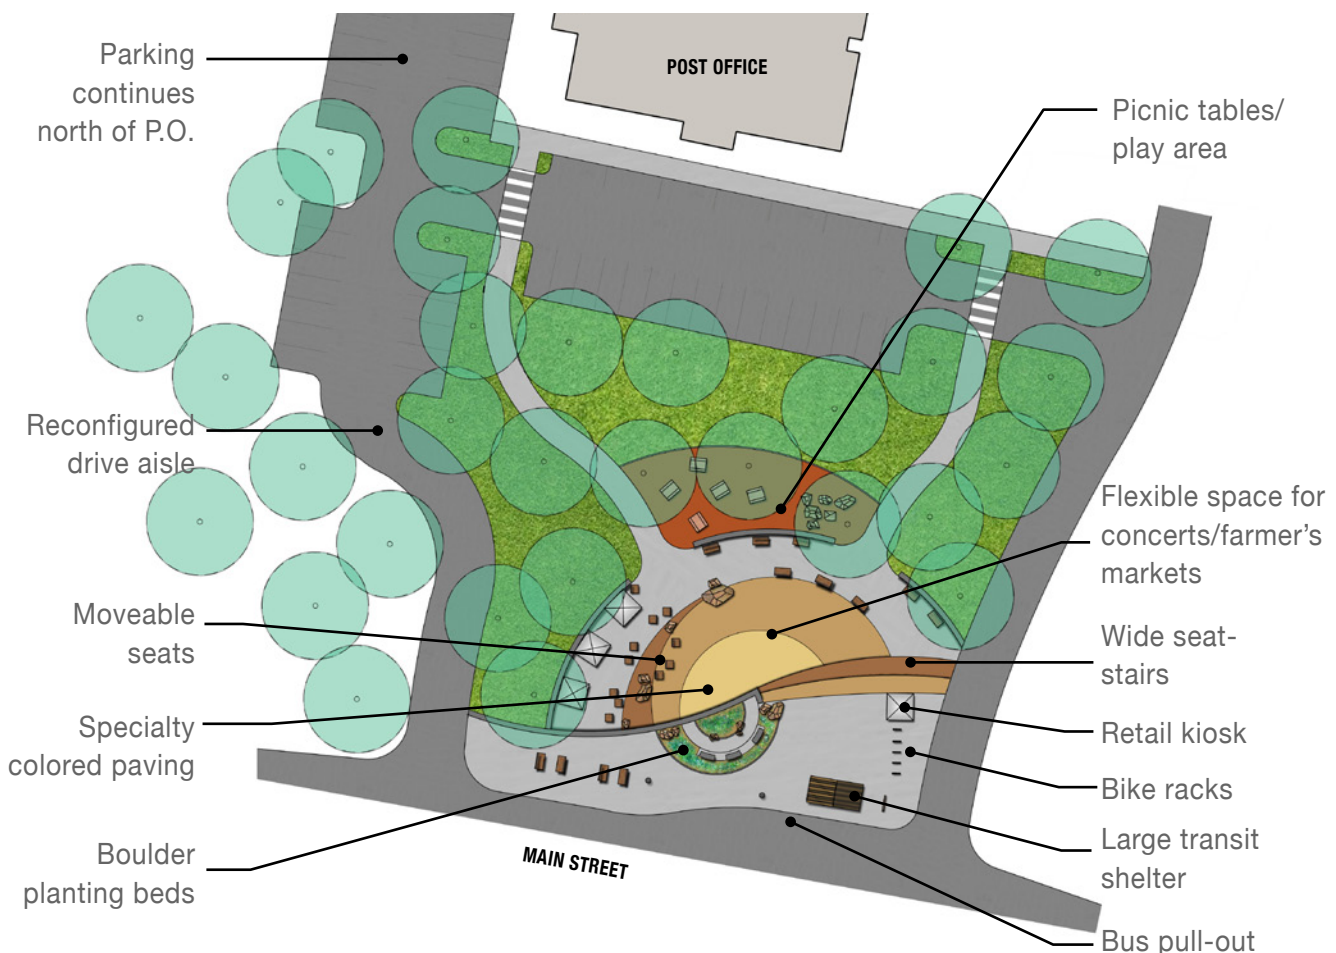 Parking
continues
north of P.O.
POST OFFICE
Picnic tables/
play area
Reconfigured
drive aisle
Flexible space for
concerts/farmer's
markets
Moveable
seats
Wide seat-
stairs
Specialty
colored paving
Retail kiosk
Bike racks
Boulder
planting beds
MAIN STREET
Large transit
shelter
Bus pull-out